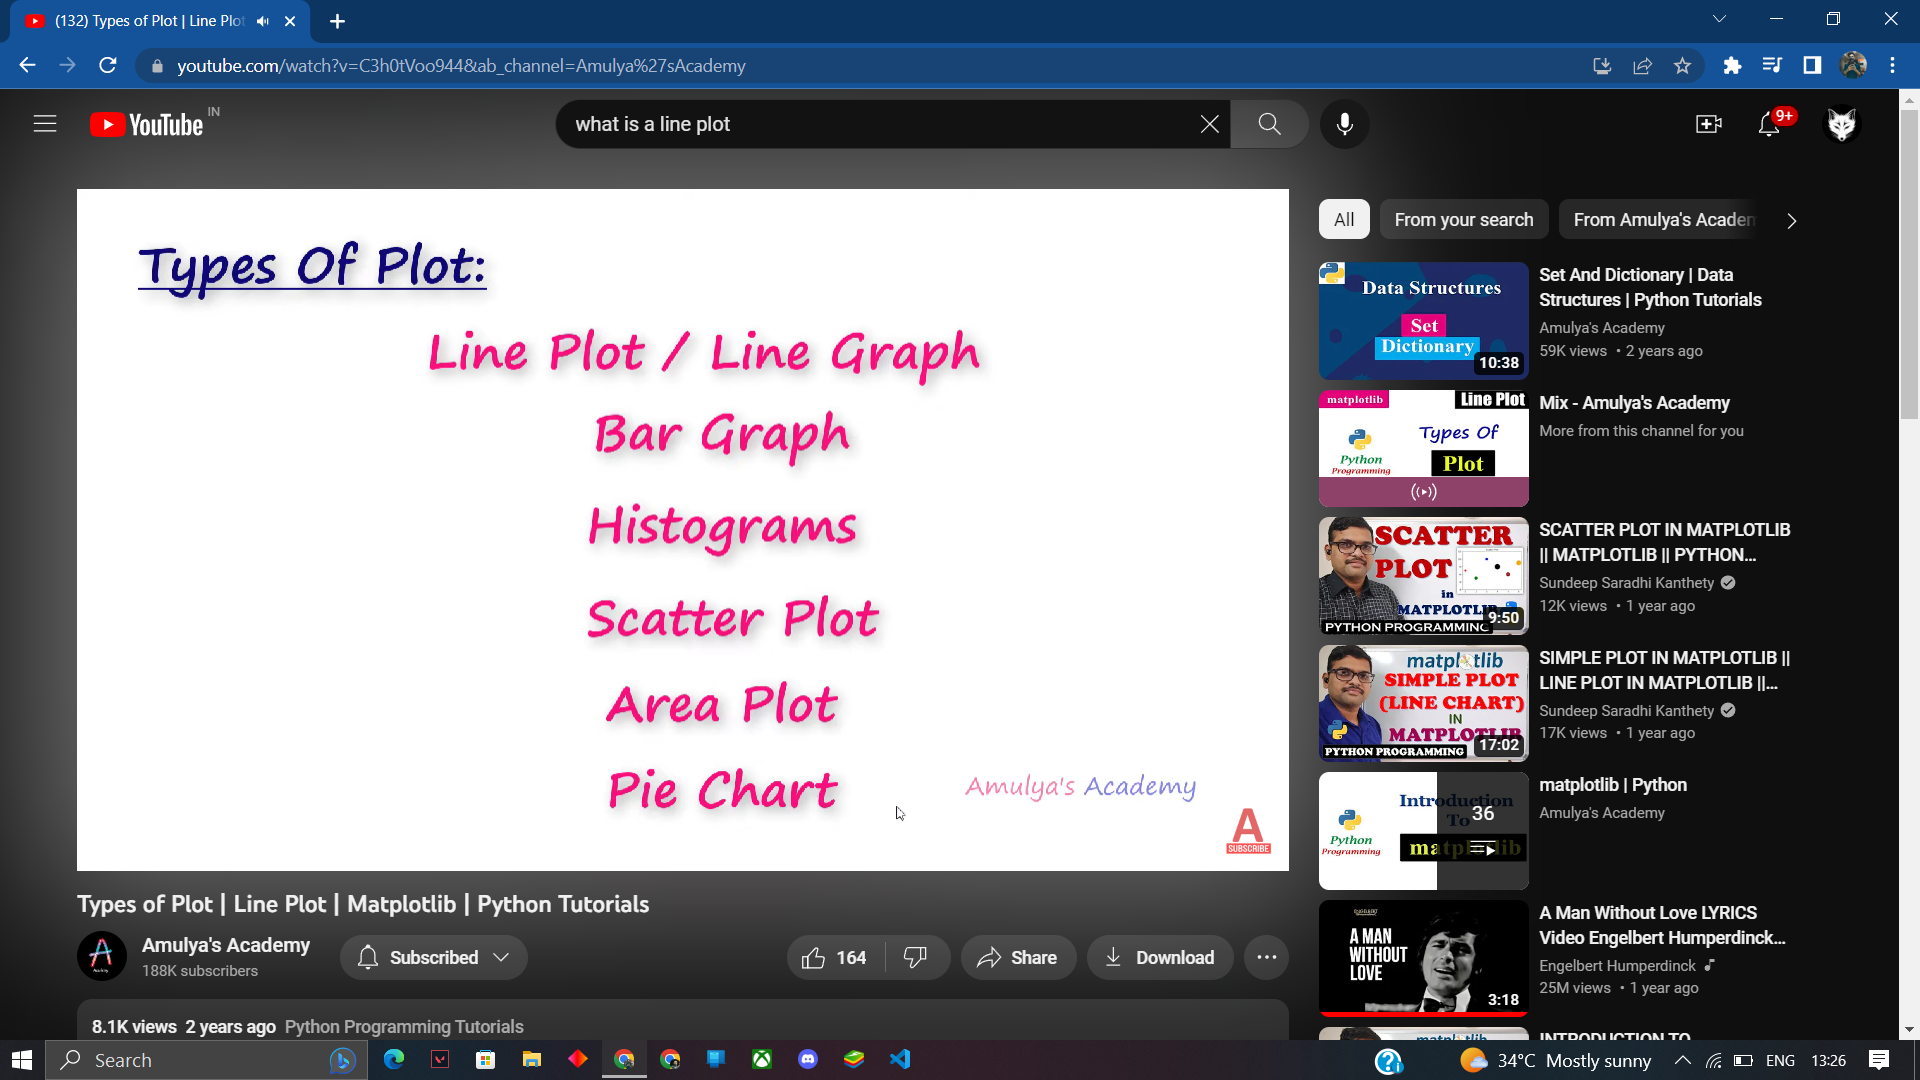 (132) Types of Plot | Line Plot
youtube.com/watch?v=C3h0tVoo944&ab_channel=Amulya%27sAcademy
YouTube IN
what is a line plot
9+
Types Of Plot:
Line Plot / Line Graph
Bar Graph
Histograms
Scatter Plot
Area Plot
Pie Chart
Amulya's Academy
A
SUBSCRIBE
Types of Plot | Line Plot | Matplotlib | Python Tutorials
Amulya's Academy
188K subscribers
Subscribed
164
Share
Download
8.1K views 2 years ago Python Programming Tutorials
All
From your search
From Amulya's Academ
Data Structures
Set
Dictionary
10:38
Set And Dictionary | Data
Structures | Python Tutorials
Amulya's Academy
59K views • 2 years ago
matplotlib
Line Plot
Types Of
Plot
Python
Programming
Mix - Amulya's Academy
More from this channel for you
SCATTER
PLOT
in
MATPLOTLIB
PYTHON PROGRAMMING
9:50
SCATTER PLOT IN MATPLOTLIB
|| MATPLOTLIB || PYTHON...
Sundeep Saradhi Kanthety
12K views • 1 year ago
matplotlib
SIMPLE PLOT
(LINE CHART)
IN
MATPLOTLIB
PYTHON PROGRAMMING
17:02
SIMPLE PLOT IN MATPLOTLIB ||
LINE PLOT IN MATPLOTLIB ||...
Sundeep Saradhi Kanthety
17K views • 1 year ago
Introduction
To
matplotlib
Python
Programming
36
matplotlib | Python
Amulya's Academy
A MAN
WITHOUT
LOVE
3:18
A Man Without Love LYRICS
Video Engelbert Humperdinck...
Engelbert Humperdinck
25M views • 1 year ago
Search
34°C Mostly sunny
ENG
13:26